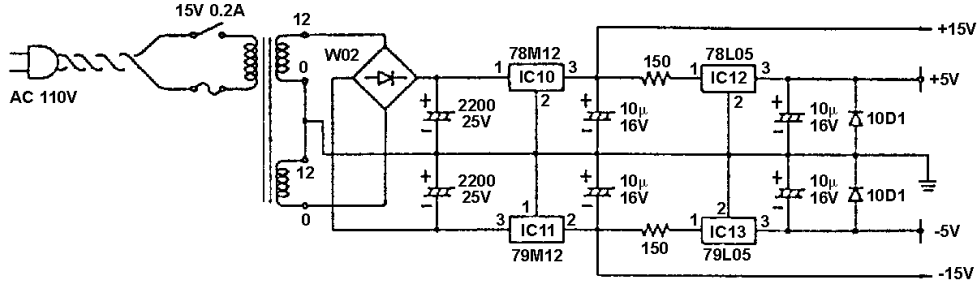 15V 0.2A
AC 110V
12
0
12
0
W02
+
-
2200
25V
+
-
2200
25V
78M12
1
IC10
3
2
1
3
IC11
2
79M12
+
-
10μ
16V
+
-
10μ
16V
150
150
78L05
1
IC12
3
2
2
1
IC13
3
79L05
+
-
10μ
16V
+
-
10μ
16V
10D1
10D1
+15V
+5V
-5V
-15V